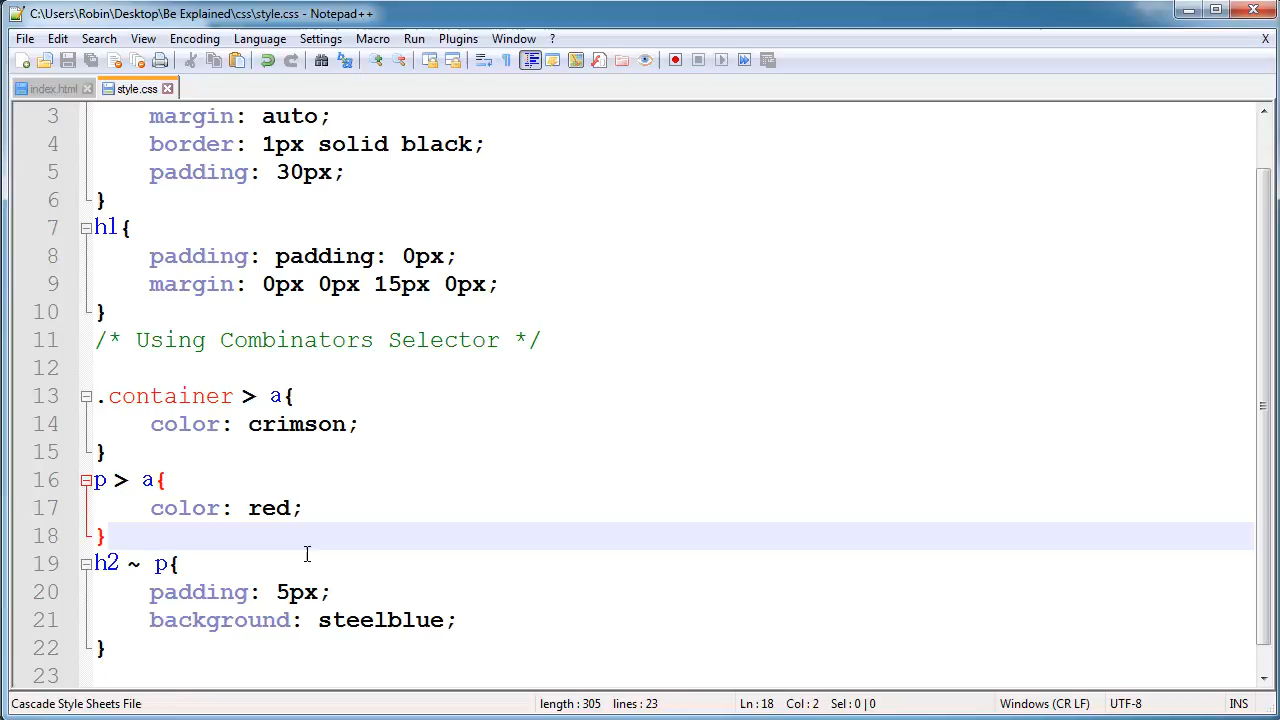 C:\Users\Robin\Desktop\Be Explained\css\style.css - Notepad++
File Edit Search View Encoding Language Settings Macro Run Plugins Window ? X
index.html style.css
3 margin: auto;
4 border: 1px solid black;
5 padding: 30px;
6 }
7 h1{
8 padding: padding: 0px;
9 margin: 0px 0px 15px 0px;
10 }
11 /* Using Combinators Selector */
12
13 .container > a{
14 color: crimson;
15 }
16 p > a{
17 color: red;
18 }
19 h2 ~ p{
20 padding: 5px;
21 background: steelblue;
22 }
23
Cascade Style Sheets File length : 305 lines : 23 Ln : 18 Col : 2 Sel : 0 | 0 Windows (CR LF) UTF-8 INS